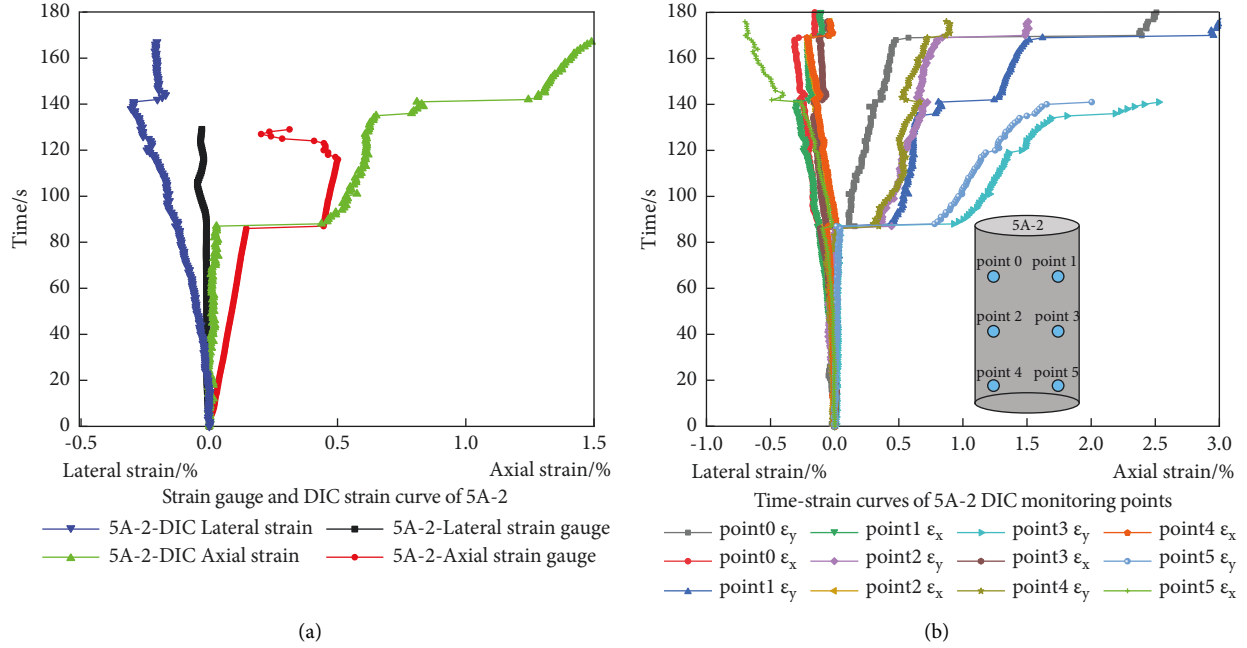 180
160
140
120
100
80
60
40
20
0
Time/s
-0.5 0.0 0.5 1.0 1.5
Lateral strain/% Axial strain/%
Strain gauge and DIC strain curve of 5A-2
5A-2-DIC Lateral strain 5A-2-Lateral strain gauge
5A-2-DIC Axial strain 5A-2-Axial strain gauge
(a)
180
160
140
120
100
80
60
40
20
0
Time/s
5A-2
point 0 point 1
point 2 point 3
point 4 point 5
-1.0 -0.5 0.0 0.5 1.0 1.5 2.0 2.5 3.0
Lateral strain/% Axial strain/%
Time-strain curves of 5A-2 DIC monitoring points
point0 εy point1 εx point3 εy point4 εx
point0 εx point2 εy point3 εx point5 εy
point1 εy point2 εx point4 εy point5 εx
(b)